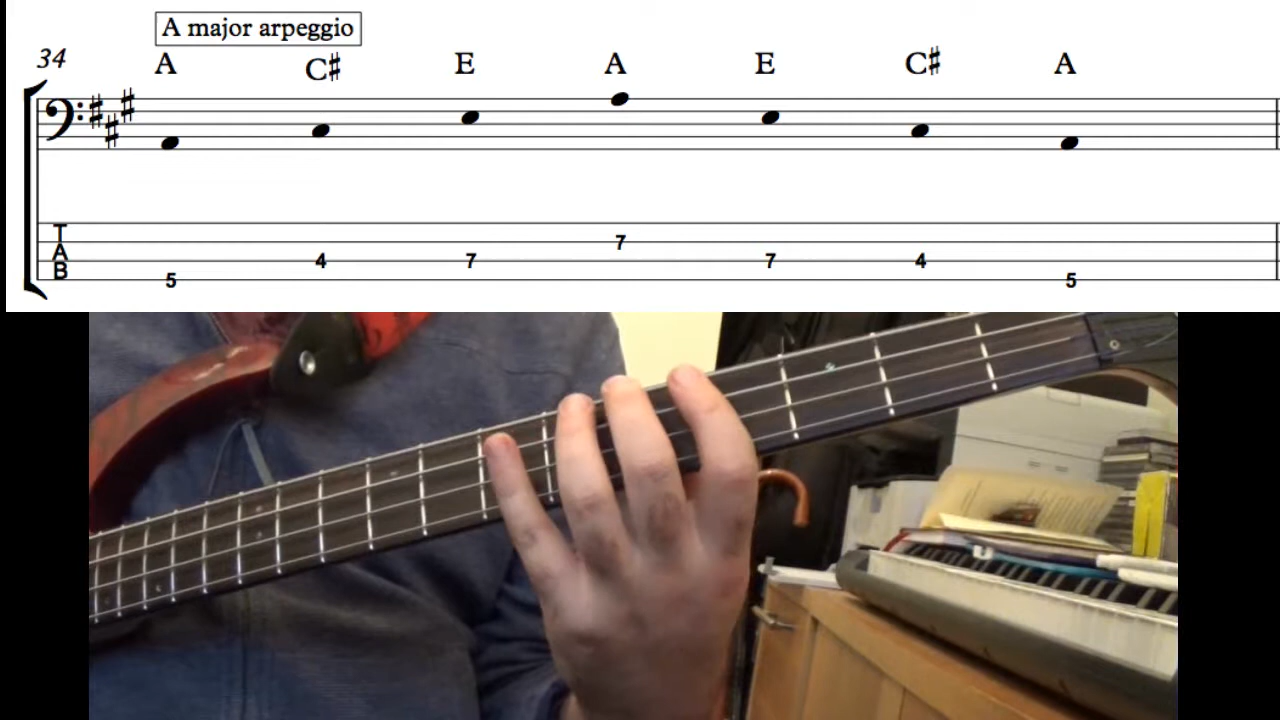 A major arpeggio
34 A C♯ E A E C♯ A
T
A
B
5 4 7 7 7 4 5